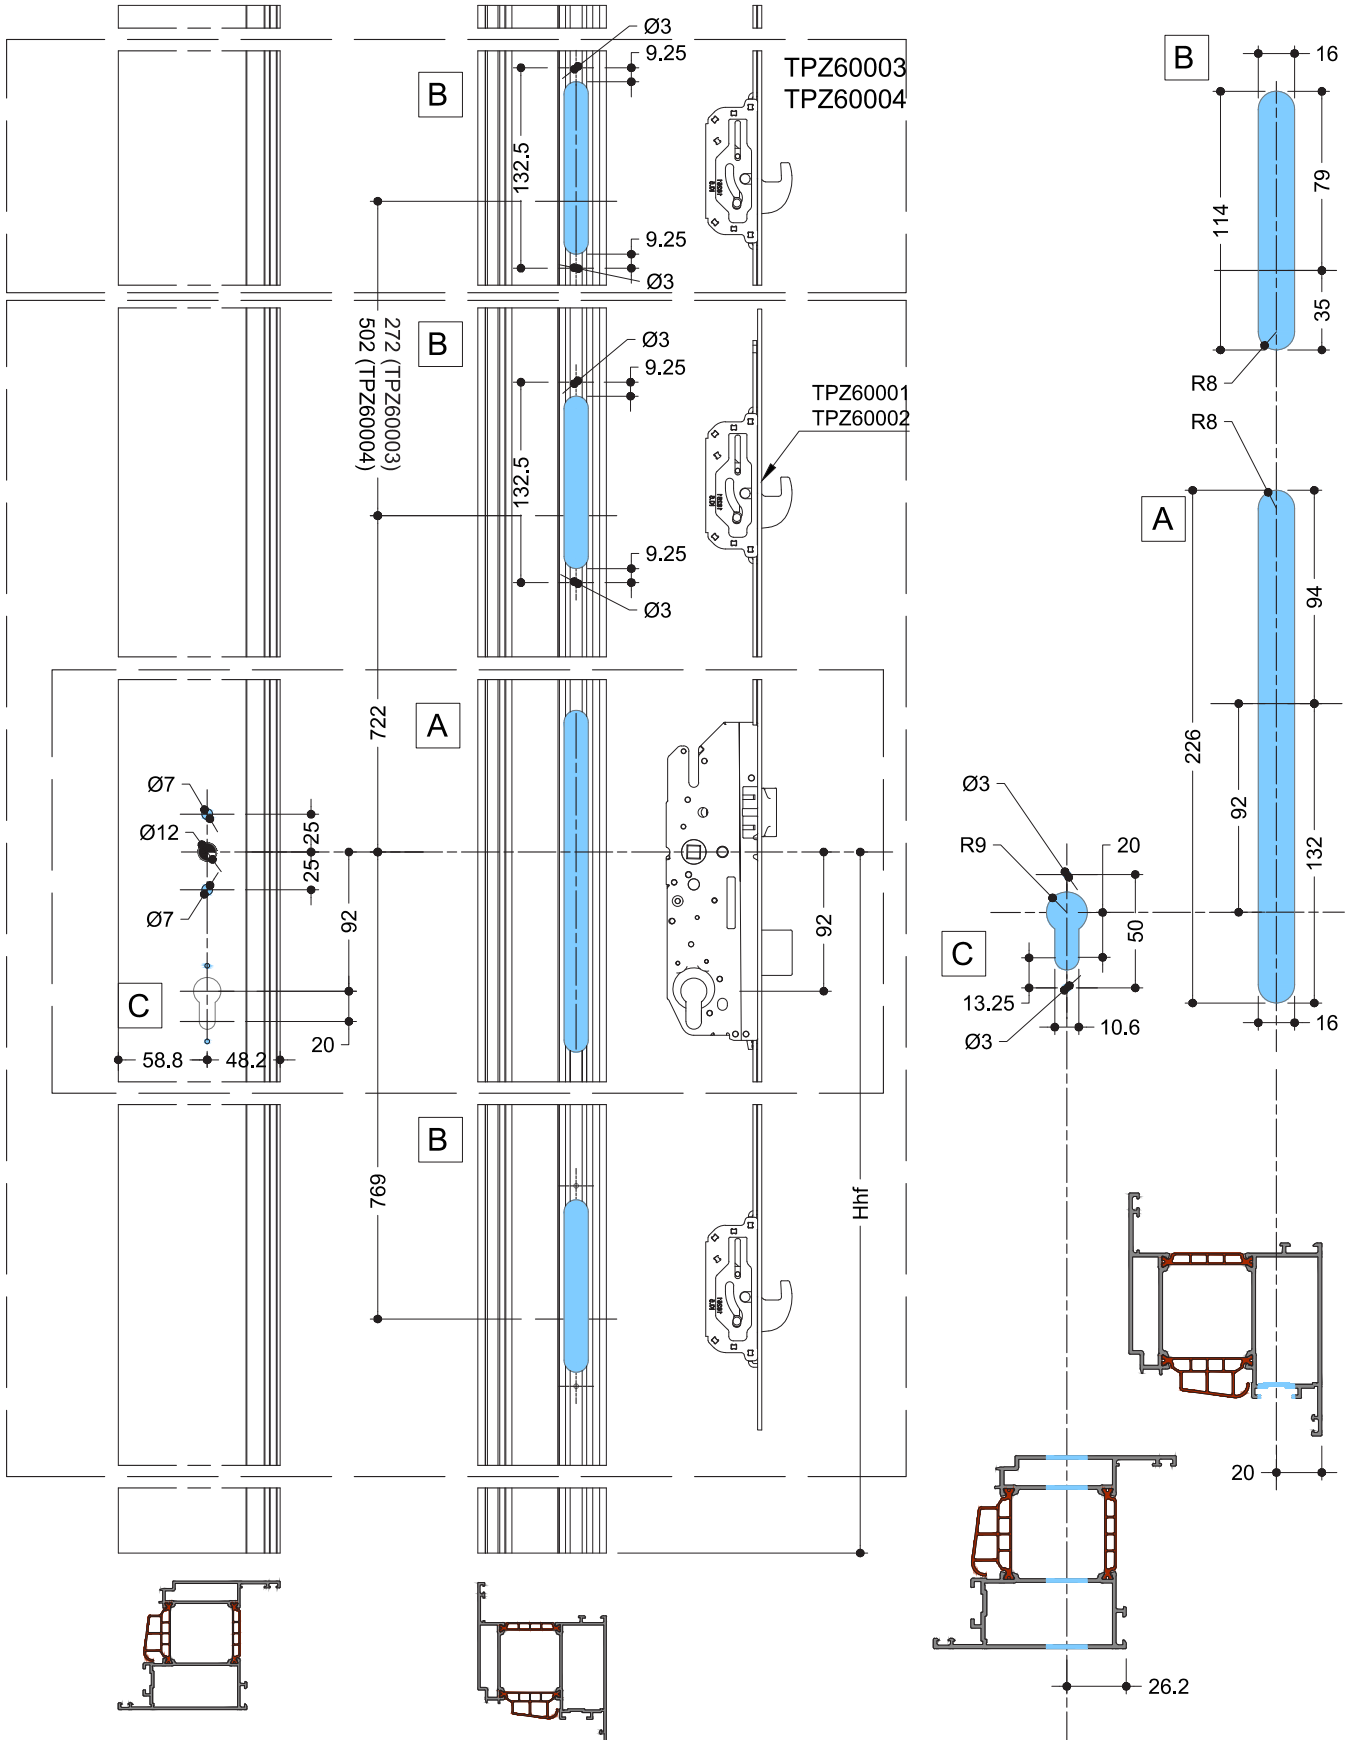 Ø3
9.25
B
TPZ60003
TPZ60004
132.5
9.25
Ø3
272 (TPZ60003)
502 (TPZ60004)
B
Ø3
9.25
TPZ60001
TPZ60002
132.5
9.25
Ø3
722
A
Ø7
Ø12
Ø7
25
25
92
92
C
20
58.8
48.2
B
769
Hhf
B
16
114
79
35
R8
R8
A
226
94
92
132
16
Ø3
R9
20
50
C
13.25
Ø3
10.6
20
26.2